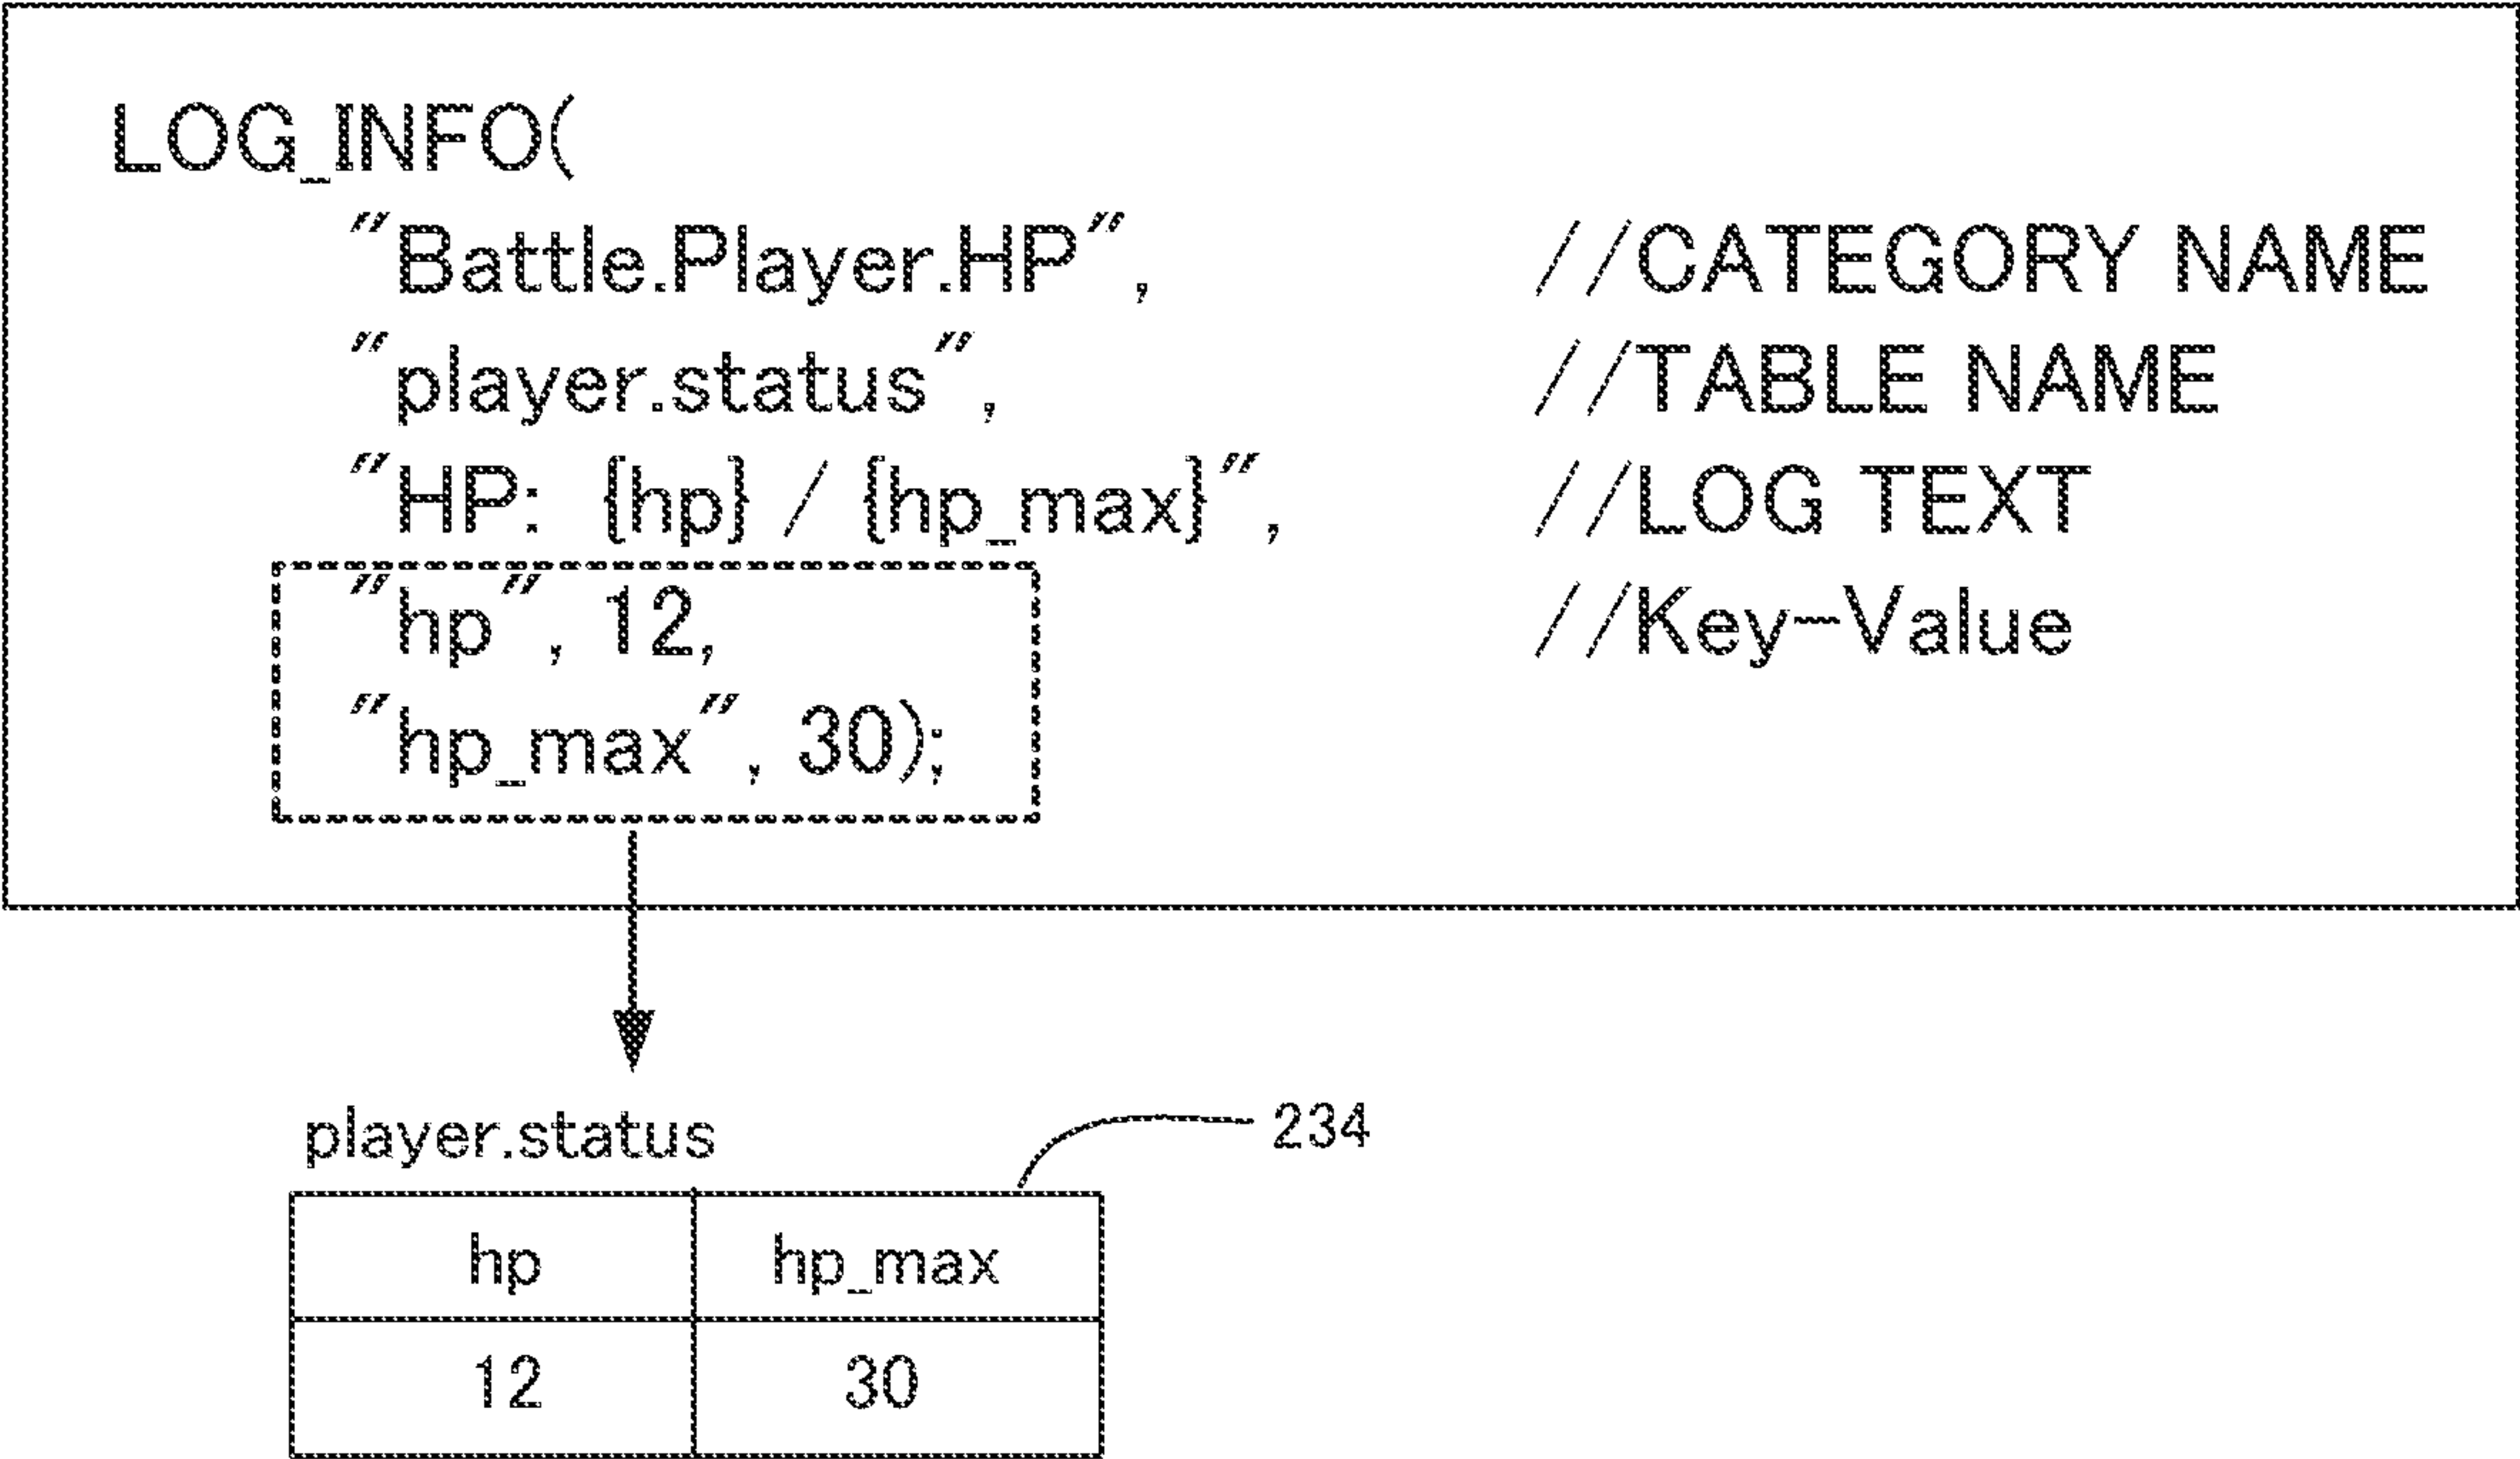 LOG_INFO(
"Battle.Player.HP", //CATEGORY NAME
"player.status", //TABLE NAME
"HP: {hp} / {hp_max}", //LOG TEXT
"hp", 12, //Key-Value
"hp_max", 30);
player.status 234
hp hp_max
12 30